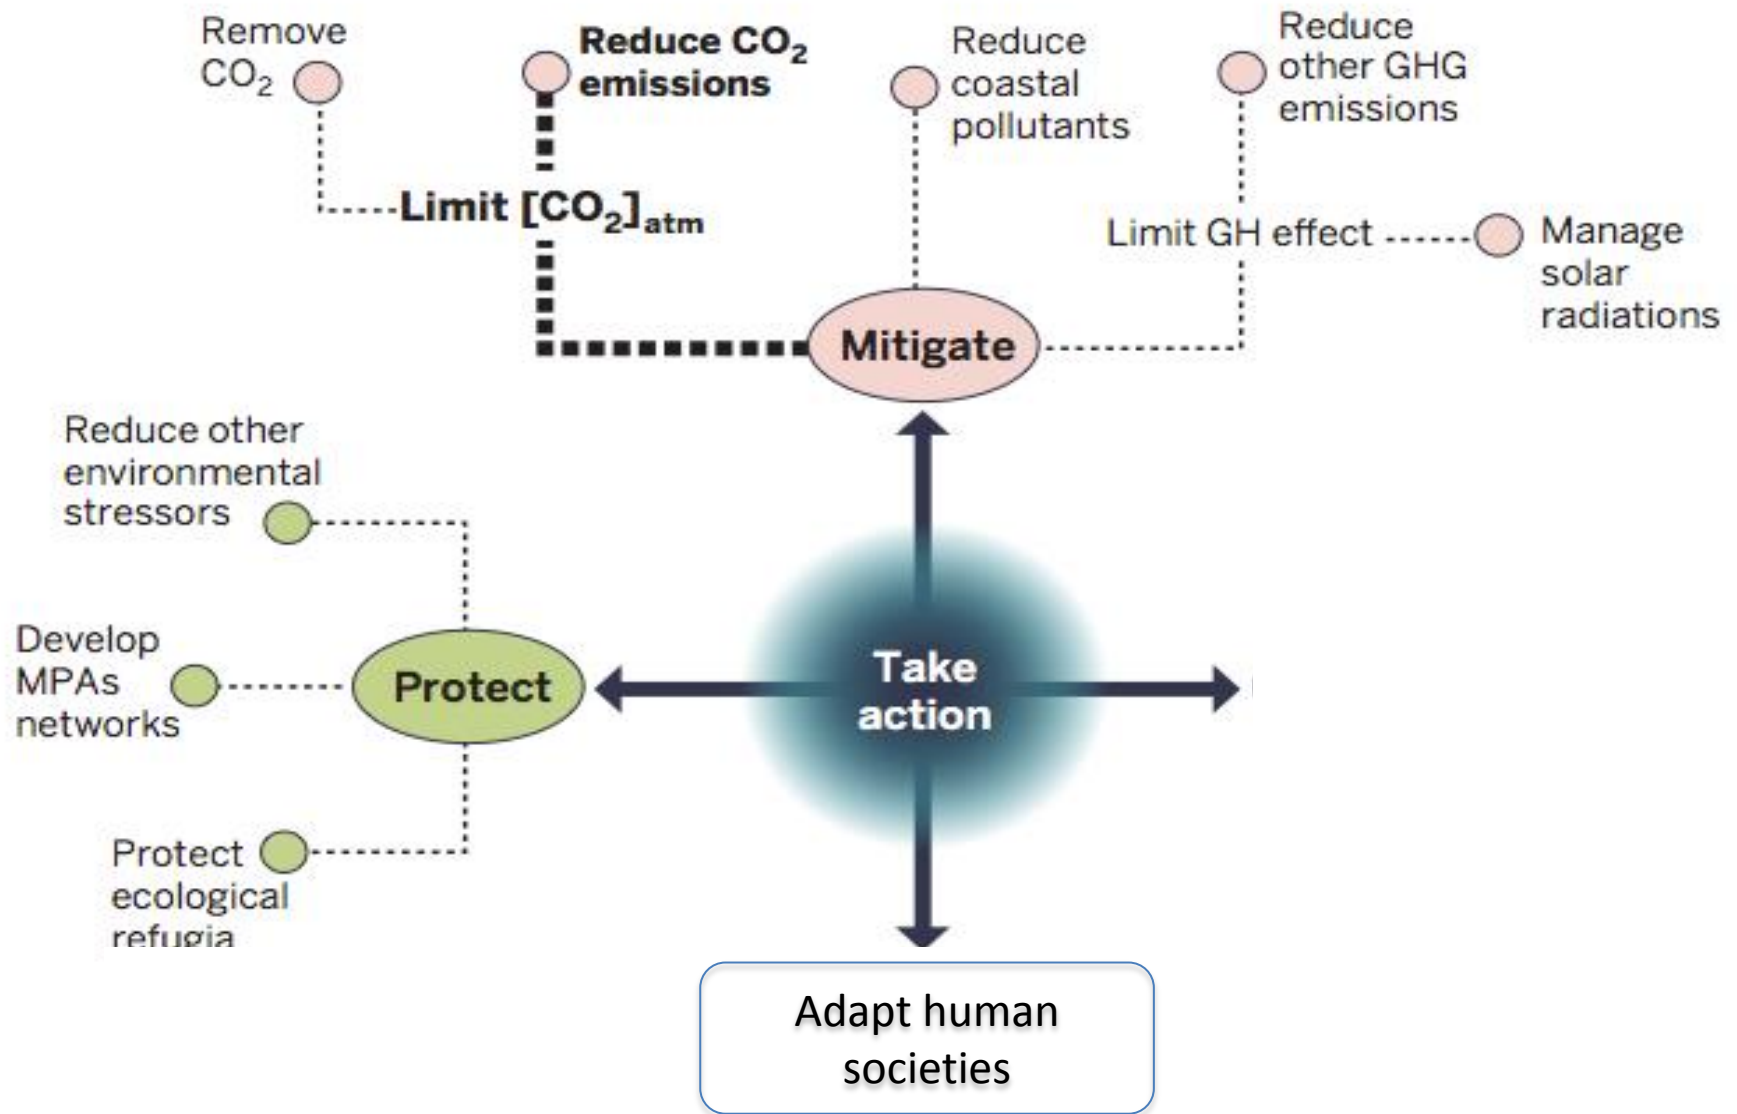 Remove
CO₂
Reduce CO₂
emissions
Reduce
coastal
pollutants
Reduce
other GHG
emissions
Limit [CO₂]atm
Limit GH effect
Manage
solar
radiations
Mitigate
Reduce other
environmental
stressors
Develop
MPAs
networks
Protect
Take
action
Protect
ecological
refugia
Adapt human
societies